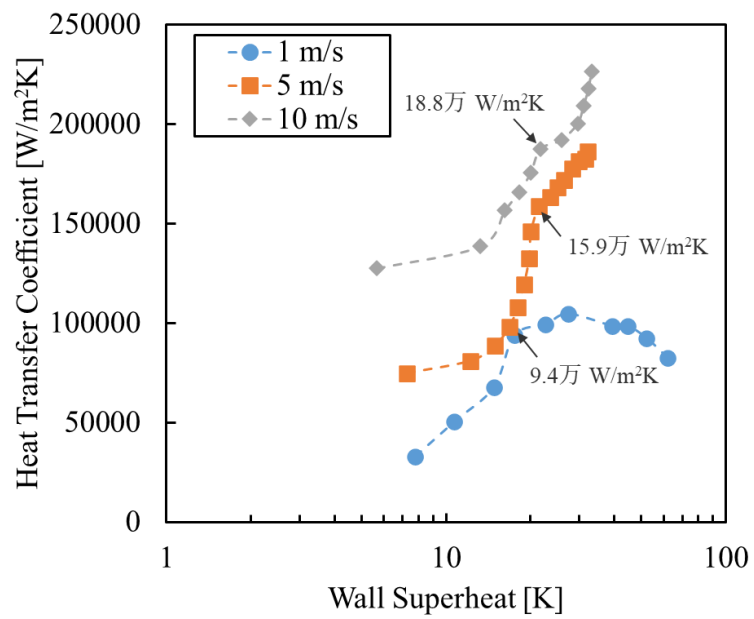 250000
200000
150000
100000
50000
0
Heat Transfer Coefficient [W/m²K]
1 m/s
5 m/s
10 m/s
18.8万 W/m²K
15.9万 W/m²K
9.4万 W/m²K
1
10
100
Wall Superheat [K]